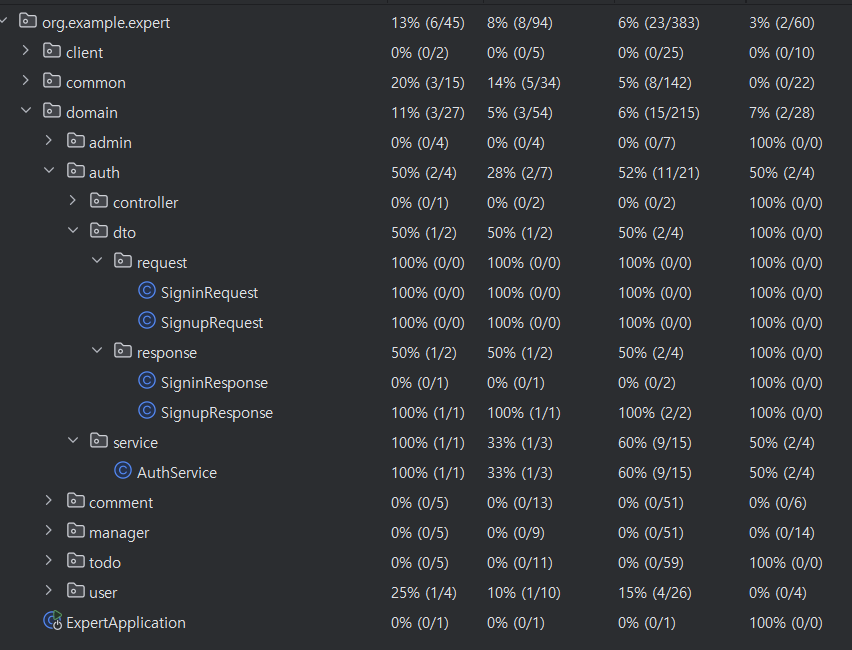 org.example.expert 13% (6/45) 8% (8/94) 6% (23/383) 3% (2/60)
client 0% (0/2) 0% (0/5) 0% (0/25) 0% (0/10)
common 20% (3/15) 14% (5/34) 5% (8/142) 0% (0/22)
domain 11% (3/27) 5% (3/54) 6% (15/215) 7% (2/28)
admin 0% (0/4) 0% (0/4) 0% (0/7) 100% (0/0)
auth 50% (2/4) 28% (2/7) 52% (11/21) 50% (2/4)
controller 0% (0/1) 0% (0/2) 0% (0/2) 100% (0/0)
dto 50% (1/2) 50% (1/2) 50% (2/4) 100% (0/0)
request 100% (0/0) 100% (0/0) 100% (0/0) 100% (0/0)
SigninRequest 100% (0/0) 100% (0/0) 100% (0/0) 100% (0/0)
SignupRequest 100% (0/0) 100% (0/0) 100% (0/0) 100% (0/0)
response 50% (1/2) 50% (1/2) 50% (2/4) 100% (0/0)
SigninResponse 0% (0/1) 0% (0/1) 0% (0/2) 100% (0/0)
SignupResponse 100% (1/1) 100% (1/1) 100% (2/2) 100% (0/0)
service 100% (1/1) 33% (1/3) 60% (9/15) 50% (2/4)
AuthService 100% (1/1) 33% (1/3) 60% (9/15) 50% (2/4)
comment 0% (0/5) 0% (0/13) 0% (0/51) 0% (0/6)
manager 0% (0/5) 0% (0/9) 0% (0/51) 0% (0/14)
todo 0% (0/5) 0% (0/11) 0% (0/59) 100% (0/0)
user 25% (1/4) 10% (1/10) 15% (4/26) 0% (0/4)
ExpertApplication 0% (0/1) 0% (0/1) 0% (0/1) 100% (0/0)